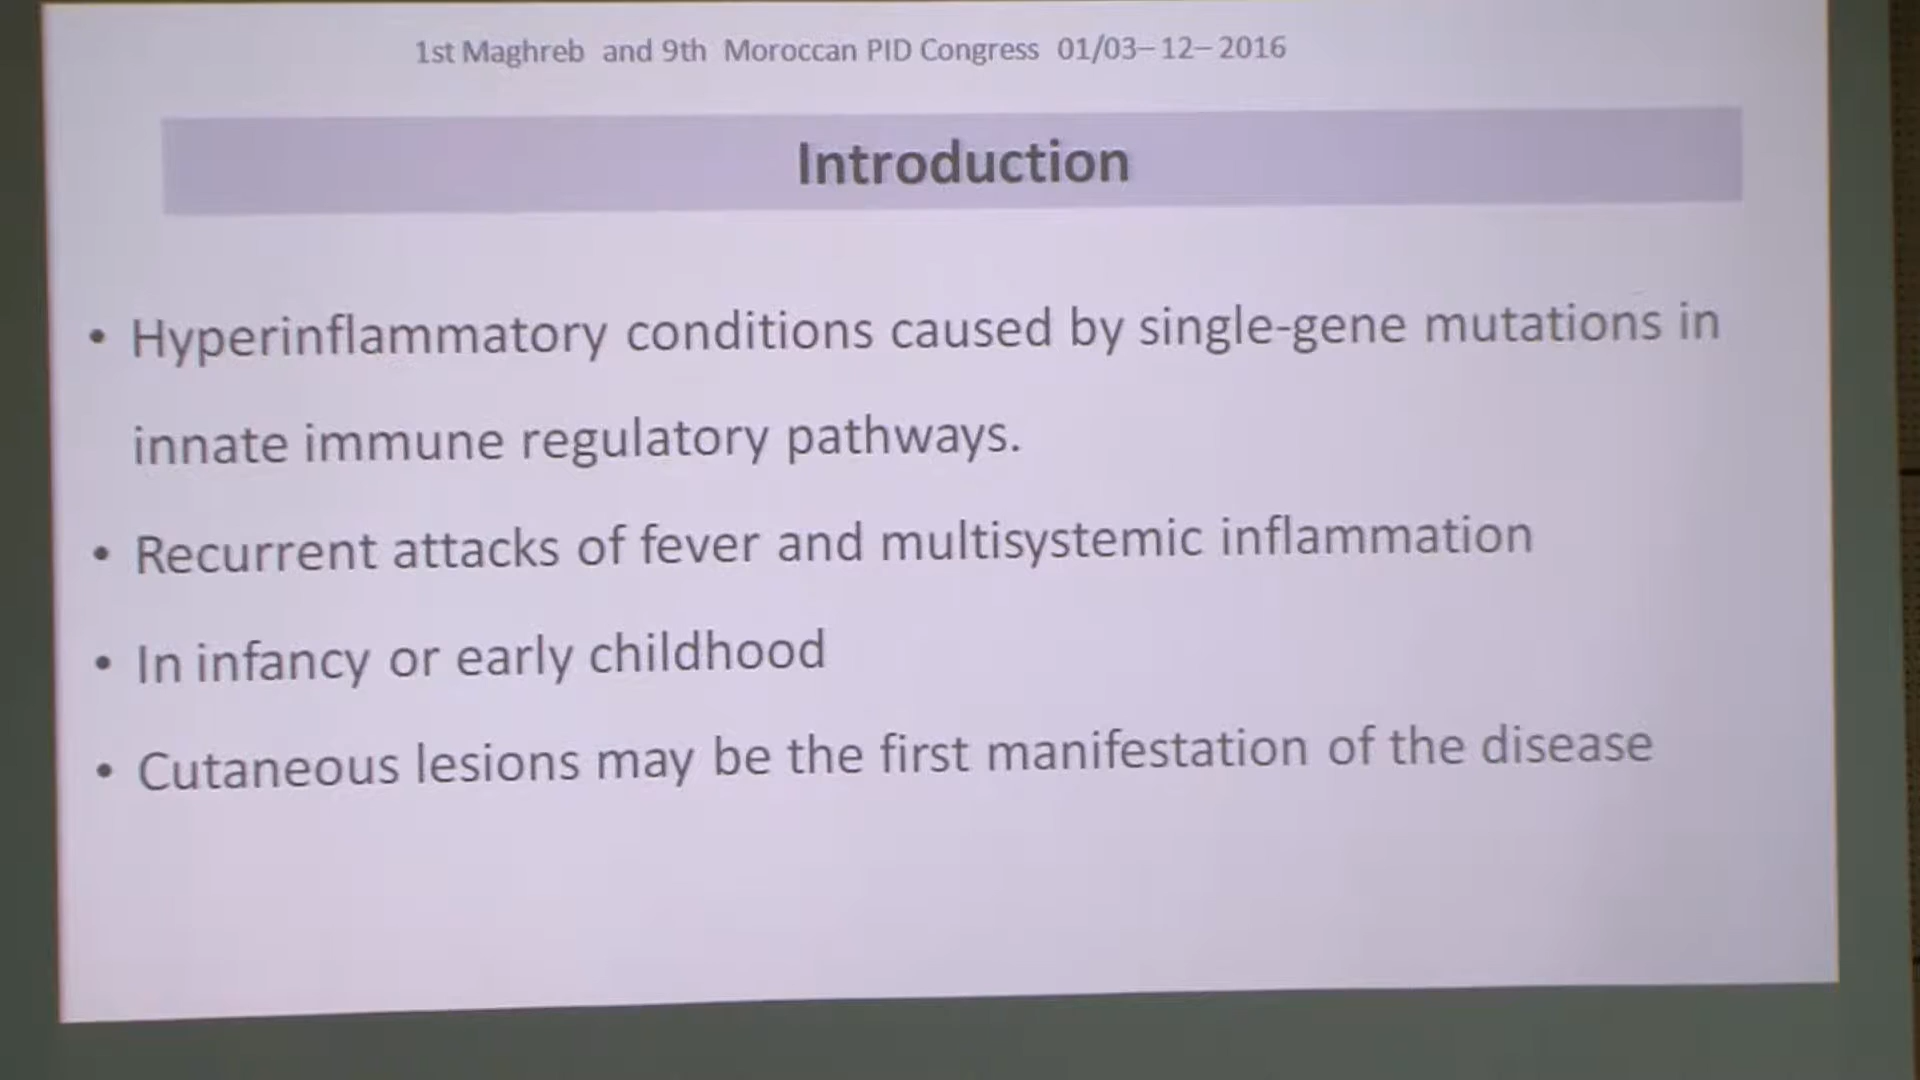 1st Maghreb and 9th Moroccan PID Congress 01/03–12–2016
Introduction
• Hyperinflammatory conditions caused by single-gene mutations in
innate immune regulatory pathways.
• Recurrent attacks of fever and multisystemic inflammation
• In infancy or early childhood
• Cutaneous lesions may be the first manifestation of the disease